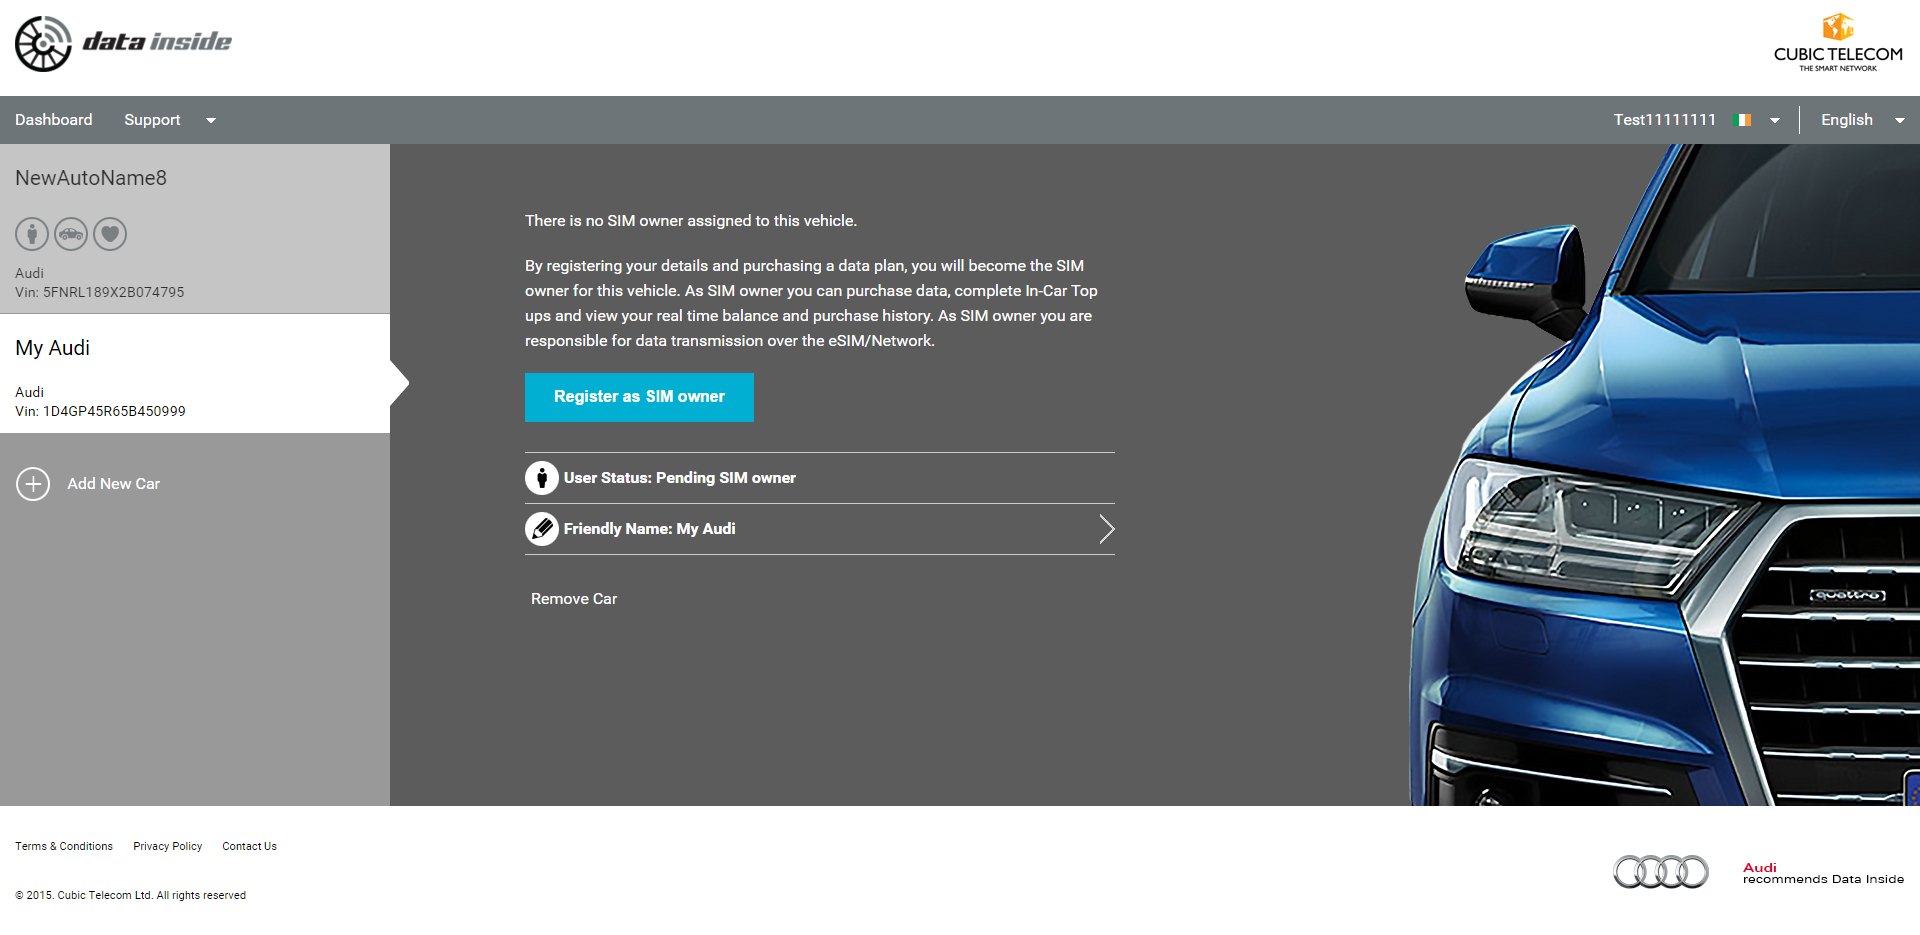 data inside
CUBIC TELECOM
THE SMART NETWORK
Dashboard Support
Test11111111 English
NewAutoName8
Audi
Vin: 5FNRL189X2B074795
My Audi
Audi
Vin: 1D4GP45R65B450999
Add New Car
There is no SIM owner assigned to this vehicle.
By registering your details and purchasing a data plan, you will become the SIM
owner for this vehicle. As SIM owner you can purchase data, complete In-Car Top
ups and view your real time balance and purchase history. As SIM owner you are
responsible for data transmission over the eSIM/Network.
Register as SIM owner
User Status: Pending SIM owner
Friendly Name: My Audi
Remove Car
quattro
Terms & Conditions Privacy Policy Contact Us
© 2015. Cubic Telecom Ltd. All rights reserved
Audi
recommends Data Inside